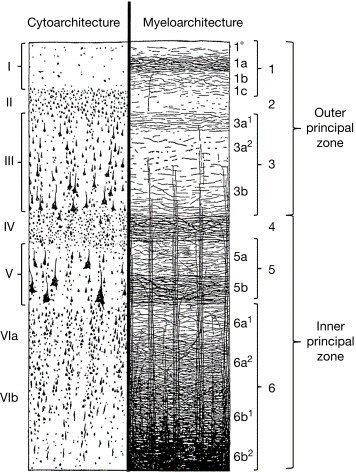 Cytoarchitecture Myeloarchitecture
I
II
III
IV
V
VIa
VIb
1°
1a
1b
1c
3a¹
3a²
3b
5a
5b
6a¹
6a²
6b¹
6b²
1
2
3
4
5
6
Outer
principal
zone
Inner
principal
zone